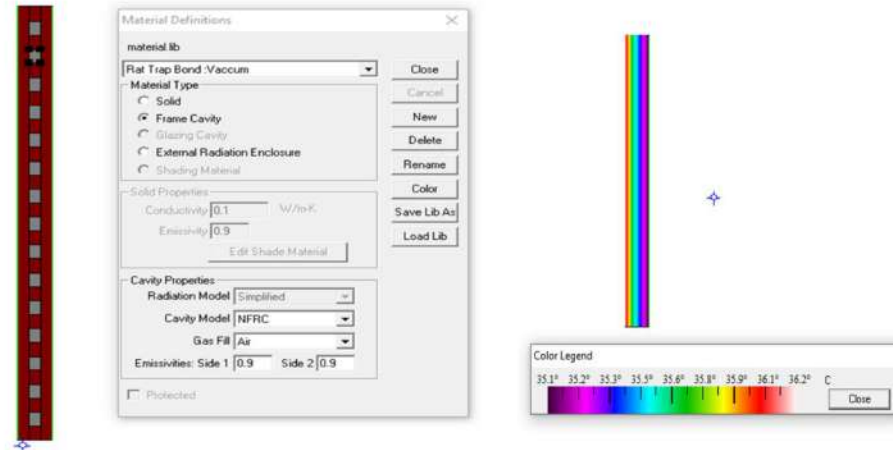 Material Definitions
material.lib
Rat Trap Bond :Vaccum
Close
Material Type
Solid
Cancel
Frame Cavity
New
Glazing Cavity
Delete
External Radiation Enclosure
Rename
Shading Material
Color
Solid Properties
Conductivity 0.1 W/m-K
Save Lib As
Emissivity 0.9
Load Lib
Edit Shade Material
Cavity Properties
Radiation Model Simplified
Cavity Model NFRC
Gas Fill Air
Emissivities: Side 1 0.9 Side 2 0.9
Protected
Color Legend
35.1° 35.2° 35.3° 35.5° 35.6° 35.8° 35.9° 36.1° 36.2° C
Close